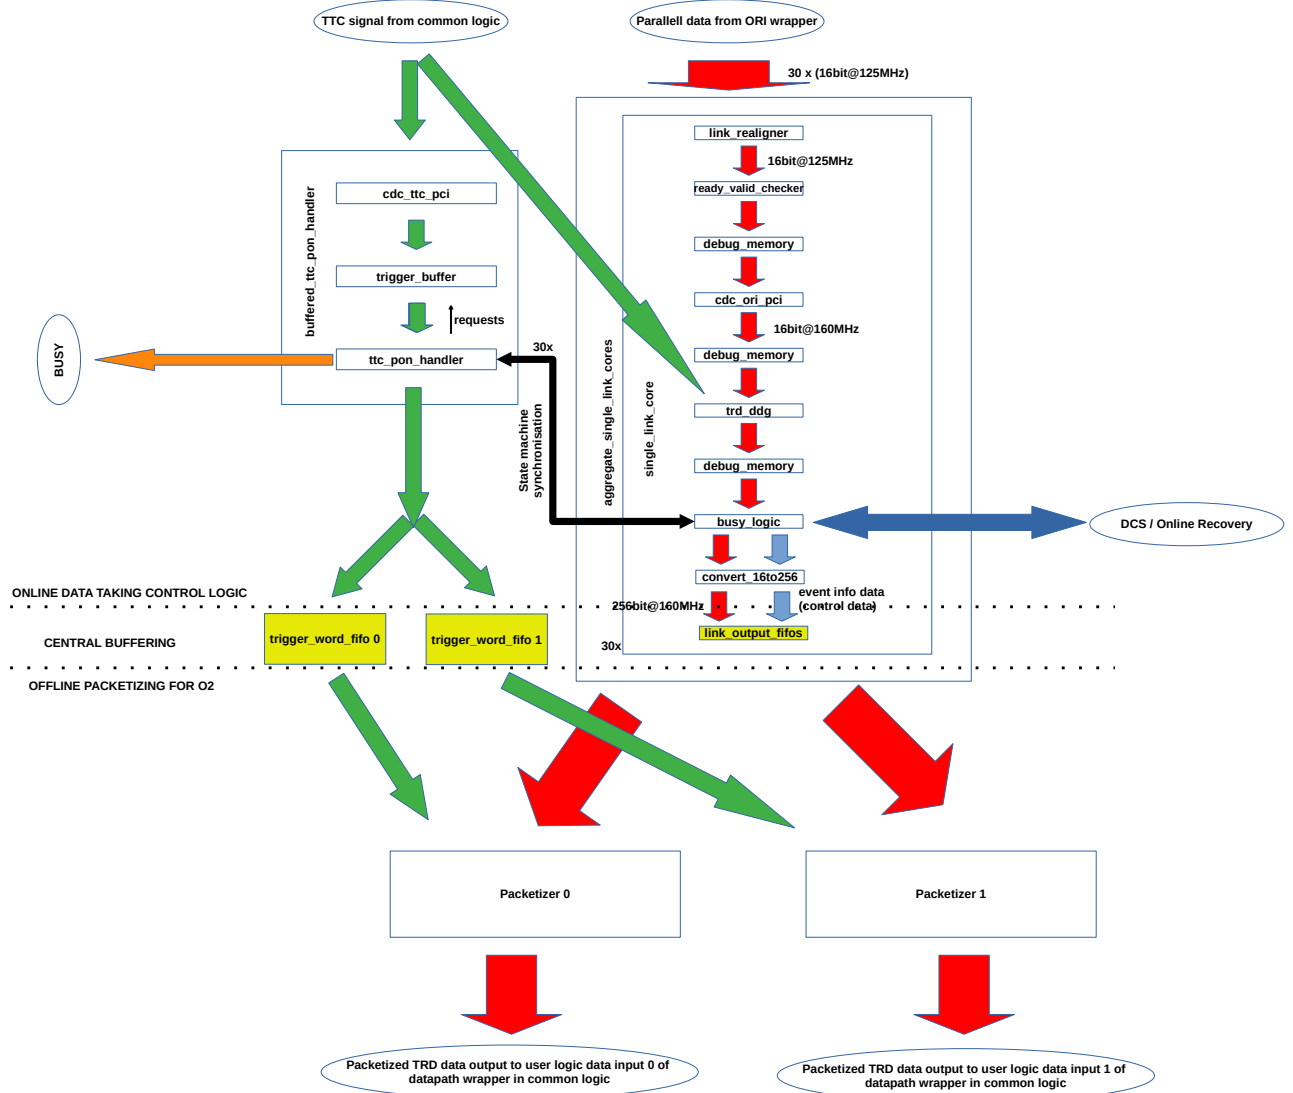 TTC signal from common logic
Parallell data from ORI wrapper
30 x (16bit@125MHz)
link_realigner
16bit@125MHz
ready_valid_checker
debug_memory
cdc_ori_pci
16bit@160MHz
debug_memory
trd_ddg
debug_memory
busy_logic
convert_16to256
256bit@160MHz
event info data
(control data)
link_output_fifos
30x
aggregate_single_link_cores
single_link_core
buffered_ttc_pon_handler
cdc_ttc_pci
trigger_buffer
requests
ttc_pon_handler
BUSY
30x
State machine
synchronisation
DCS / Online Recovery
ONLINE DATA TAKING CONTROL LOGIC
CENTRAL BUFFERING
OFFLINE PACKETIZING FOR O2
trigger_word_fifo 0
trigger_word_fifo 1
Packetizer 0
Packetizer 1
Packetized TRD data output to user logic data input 0 of
datapath wrapper in common logic
Packetized TRD data output to user logic data input 1 of
datapath wrapper in common logic